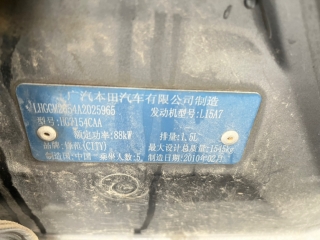 广汽本田汽车有限公司制造
LHGGM2654A2025965 发动机型号:L15A7
型号:HG7154CAA
额定功率:88kW 排量:1.5L
品牌:锋范(CITY) 最大设计总质量:1545kg
制造国:中国 乘坐人数:5 制造日期:2010年02月